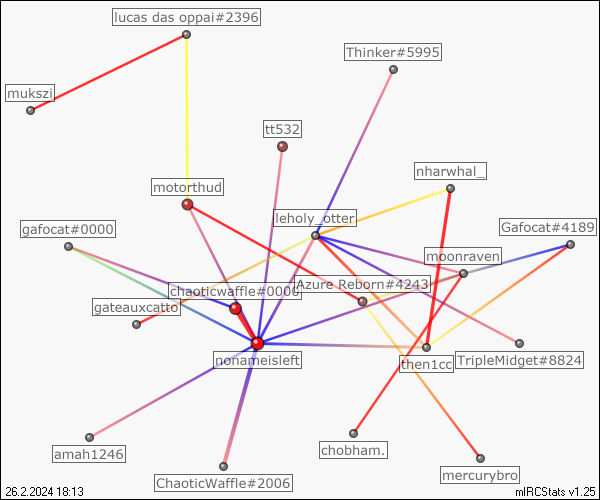 lucas das oppai#2396
Thinker#5995
mukszi
tt532
nharwhal_
motorthud
leholy_otter
gafocat#0000
Gafocat#4189
moonraven
Azure Reborn#4243
chaoticwaffle#0000
gateauxcatto
nonameisleft
then1cc
TripleMidget#8824
amah1246
chobham.
ChaoticWaffle#2006
mercurybro
26.2.2024 18:13
mIRCStats v1.25